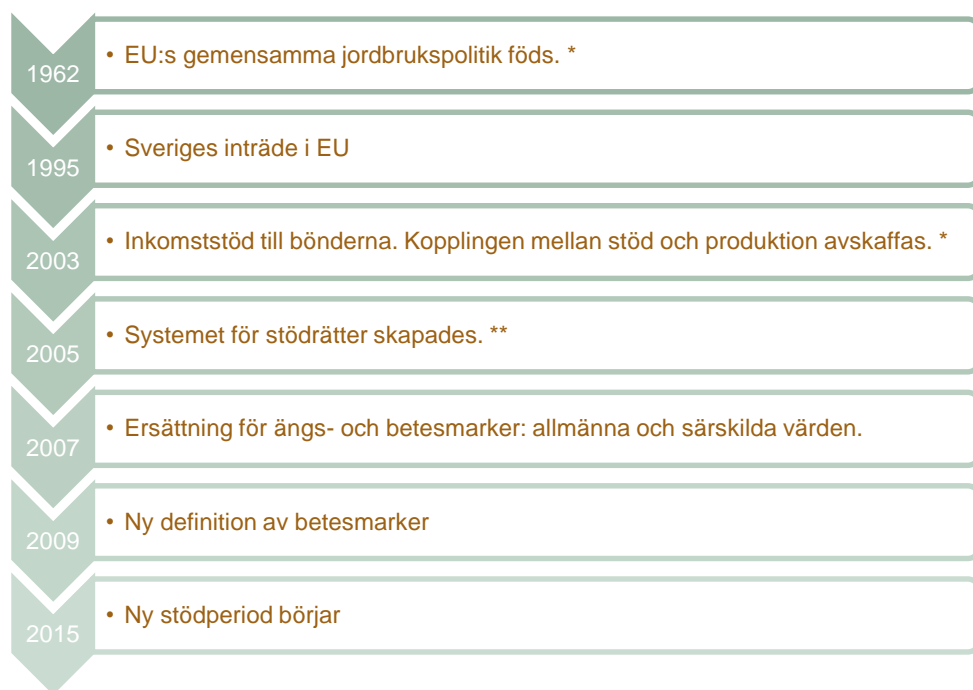 1962
• EU:s gemensamma jordbrukspolitik föds. *
1995
• Sveriges inträde i EU
2003
• Inkomststöd till bönderna. Kopplingen mellan stöd och produktion avskaffas. *
2005
• Systemet för stödrätter skapades. **
2007
• Ersättning för ängs- och betesmarker: allmänna och särskilda värden.
2009
• Ny definition av betesmarker
2015
• Ny stödperiod börjar